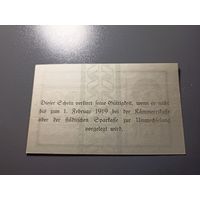 Dieser Schein verliert seine Gültigkeit, wenn er nicht
bis zum 1. Februar 1919 bei der Kämmereikasse
oder der städtischen Sparkasse zur Umwechselung
vorgelegt wird.